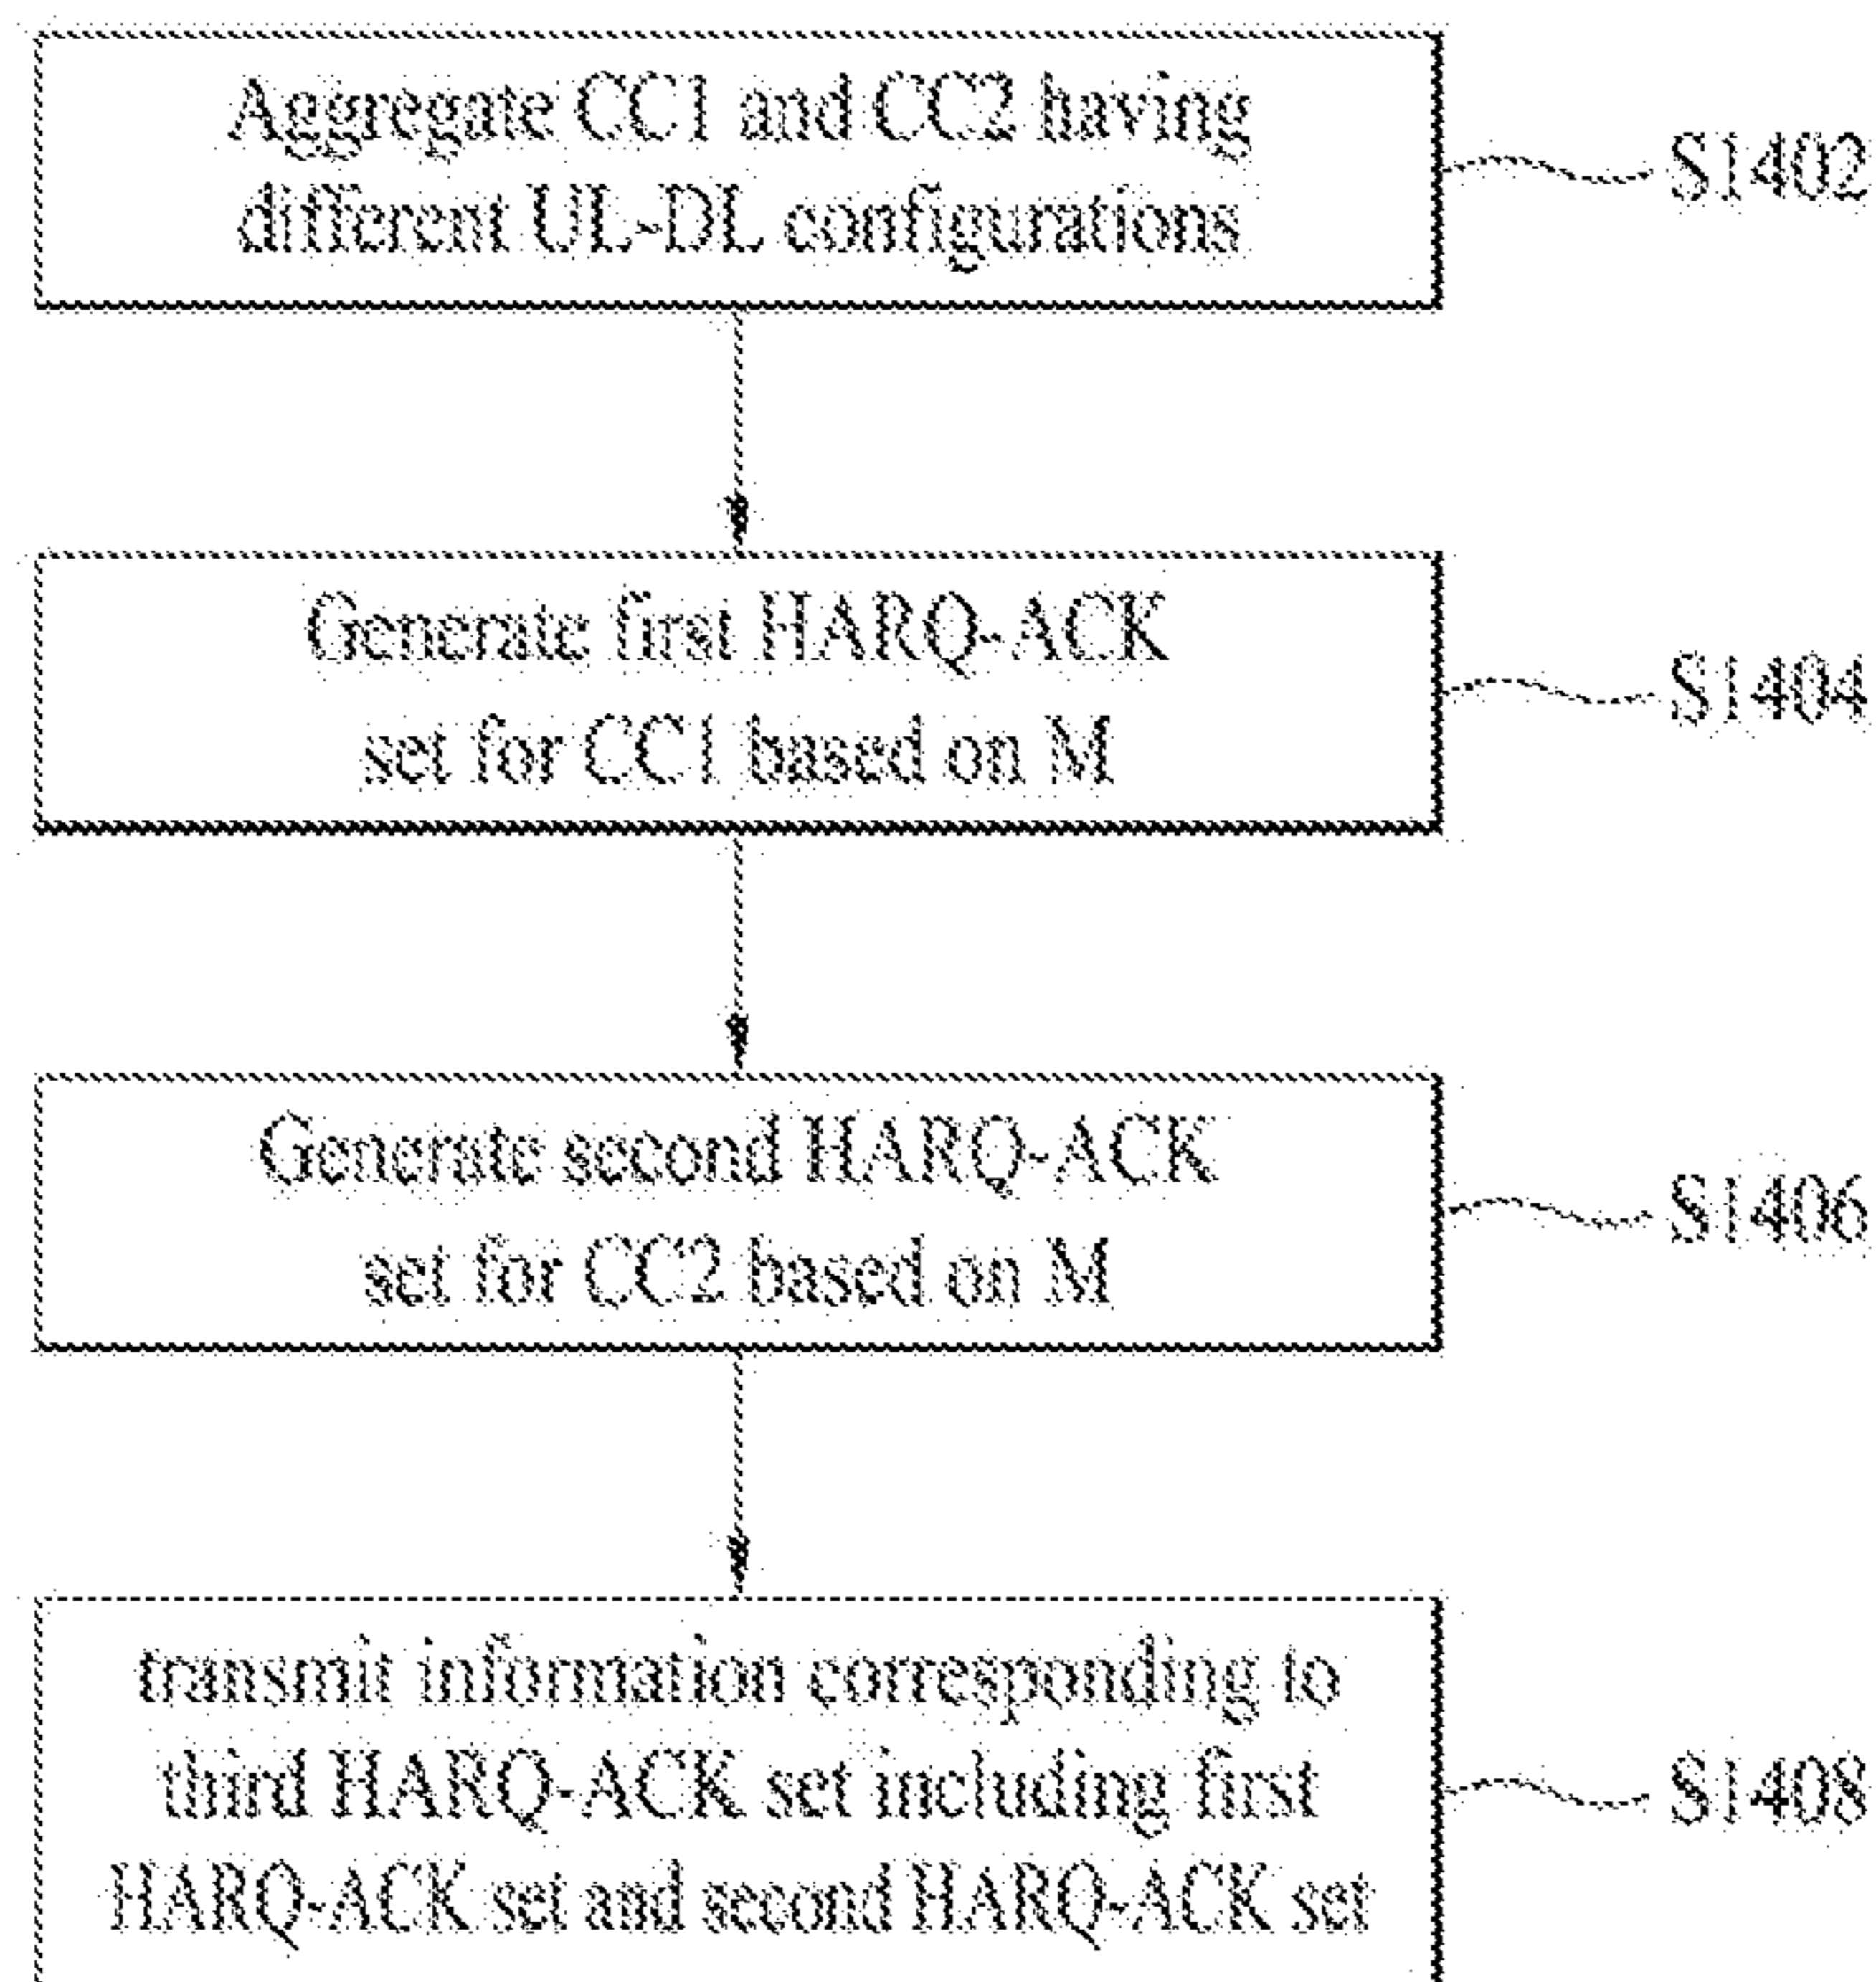 Aggregate CC1 and CC2 having
different UL-DL configurations
S1402
Generate first HARQ-ACK
set for CC1 based on M
S1404
Generate second HARQ-ACK
set for CC2 based on M
S1406
transmit information corresponding to
third HARQ-ACK set including first
HARQ-ACK set and second HARQ-ACK set
S1408